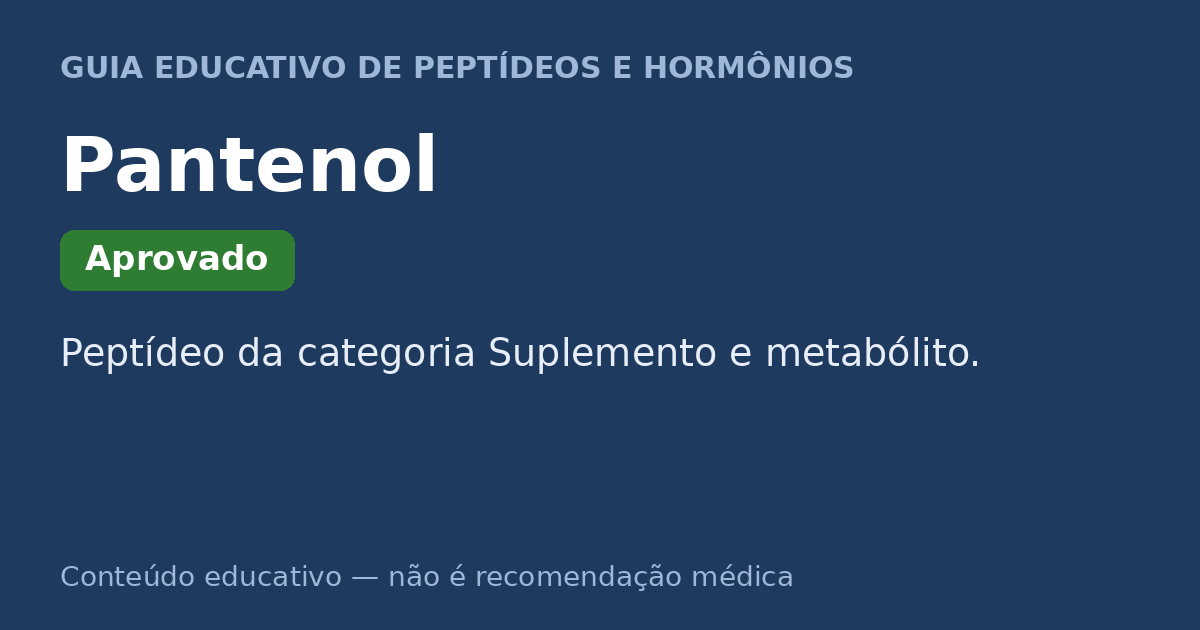 GUIA EDUCATIVO DE PEPTÍDEOS E HORMÔNIOS
Pantenol
Aprovado
Peptídeo da categoria Suplemento e metabólito.
Conteúdo educativo — não é recomendação médica